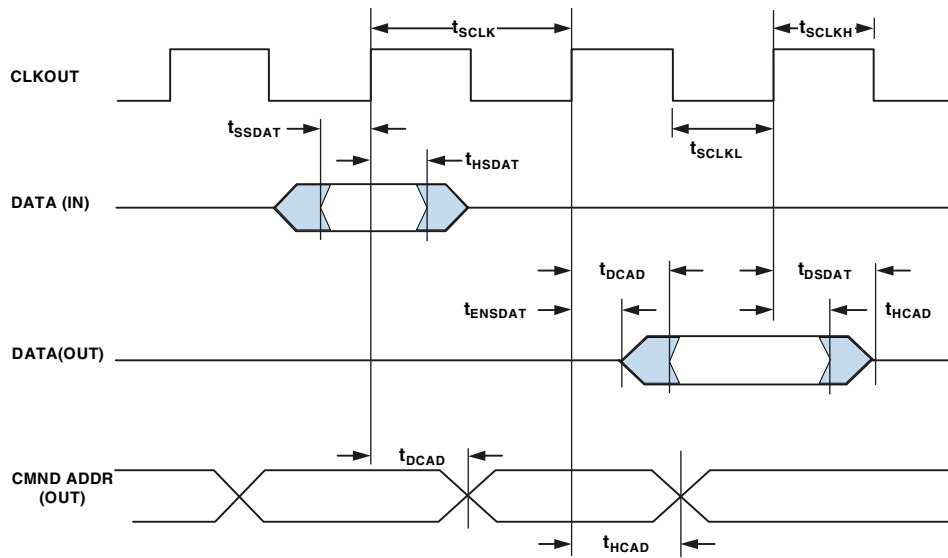 tSCLK
tSCLKH
CLKOUT
tSSDAT
tSCLKL
tHSDAT
DATA (IN)
tDCAD
tDSDAT
tENSDAT
tHCAD
DATA(OUT)
tDCAD
CMND ADDR
(OUT)
tHCAD